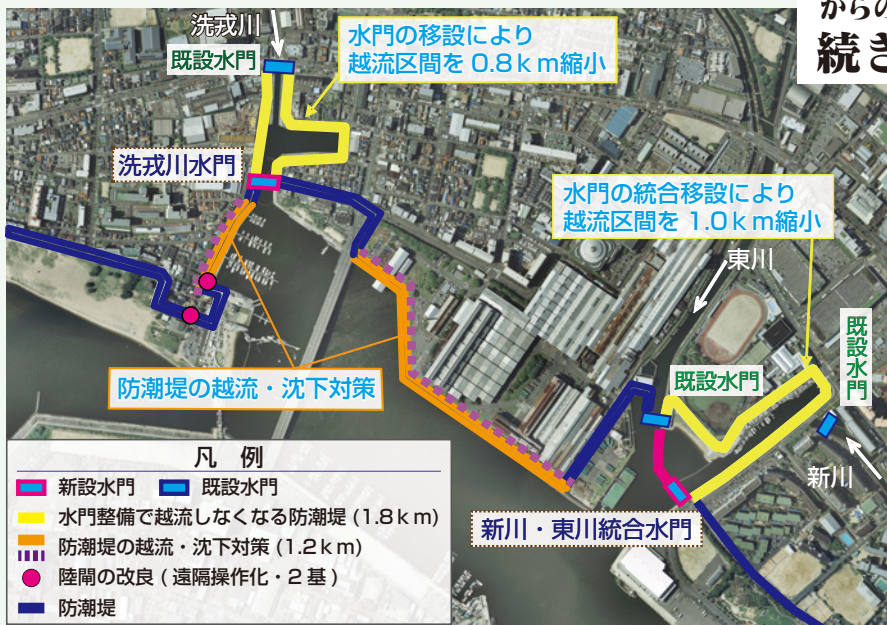 からの
続き
洗戎川
既設水門
水門の移設により
越流区間を0.8km縮小
洗戎川水門
水門の統合移設により
越流区間を1.0km縮小
東川
既設水門
既設水門
防潮堤の越流・沈下対策
新川
新川・東川統合水門
凡 例
新設水門 既設水門
水門整備で越流しなくなる防潮堤 (1.8km)
防潮堤の越流・沈下対策 (1.2km)
陸閘の改良 ( 遠隔操作化・2 基 )
防潮堤